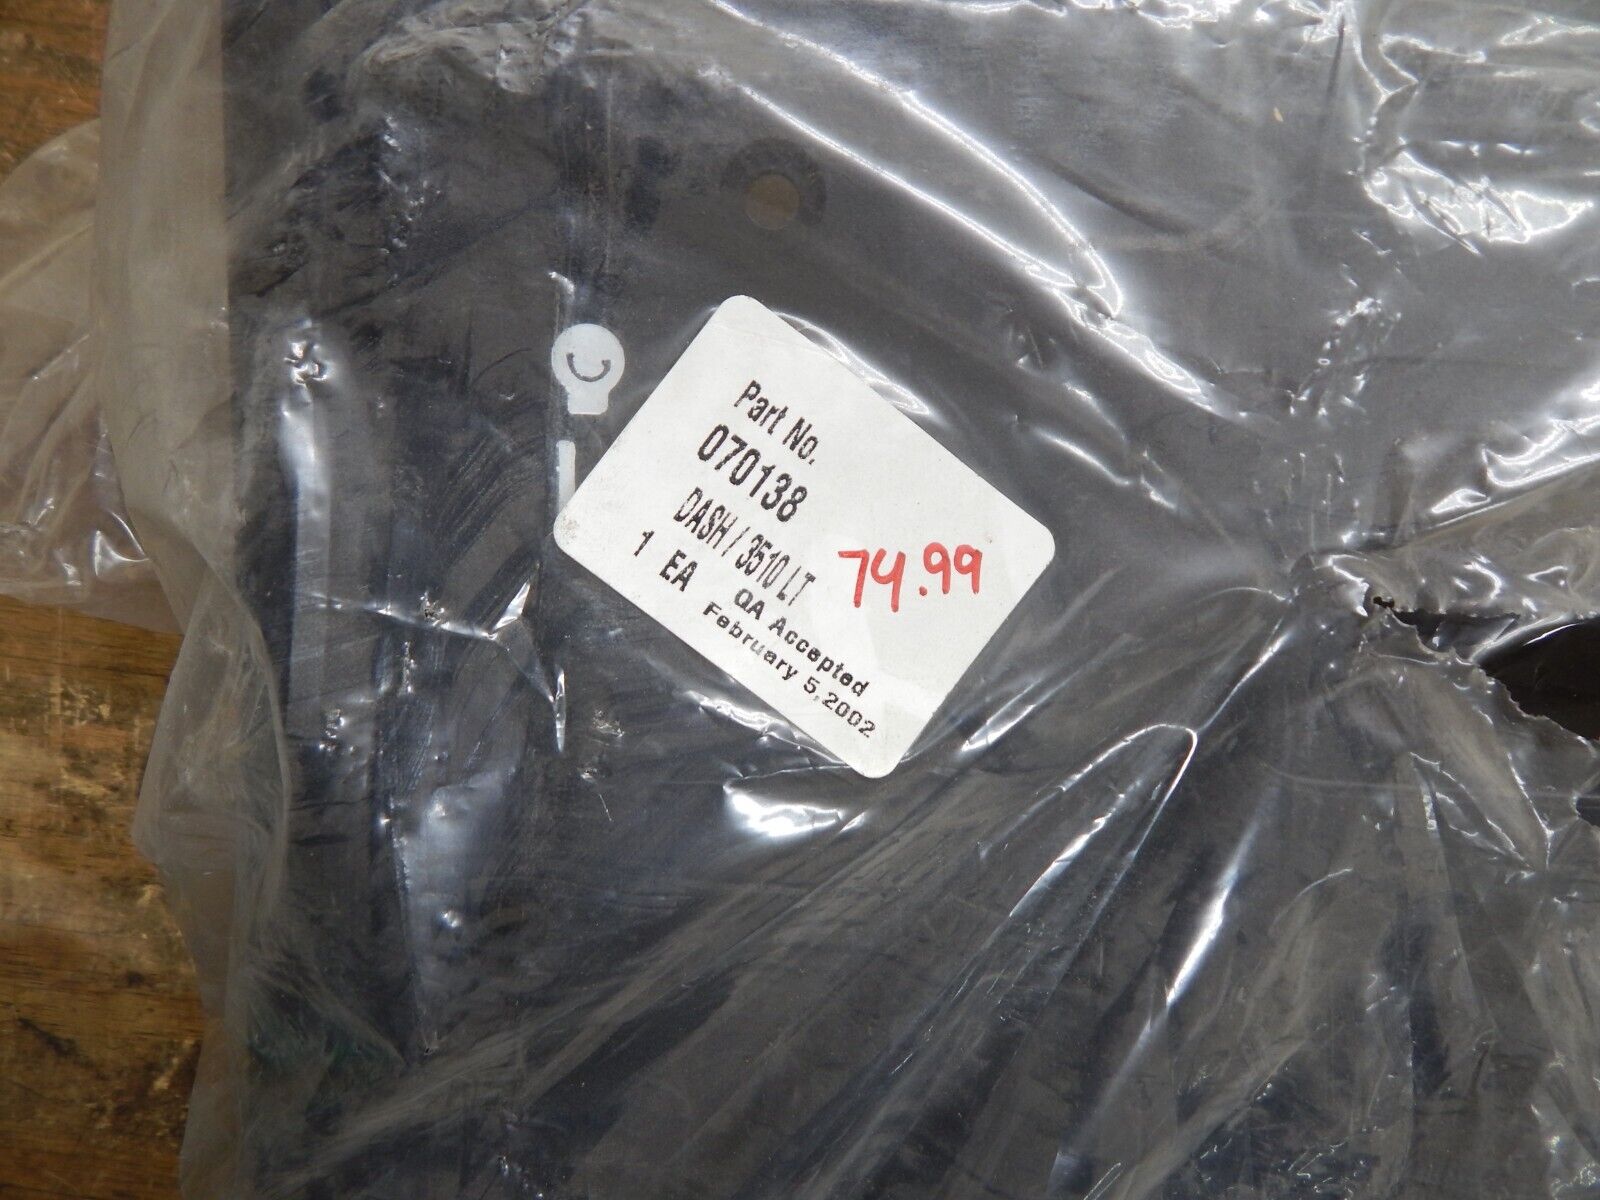 Part No.
070138
DASH / 3510 LT
1 EA
74.99
QA Accepted
February 5, 2002